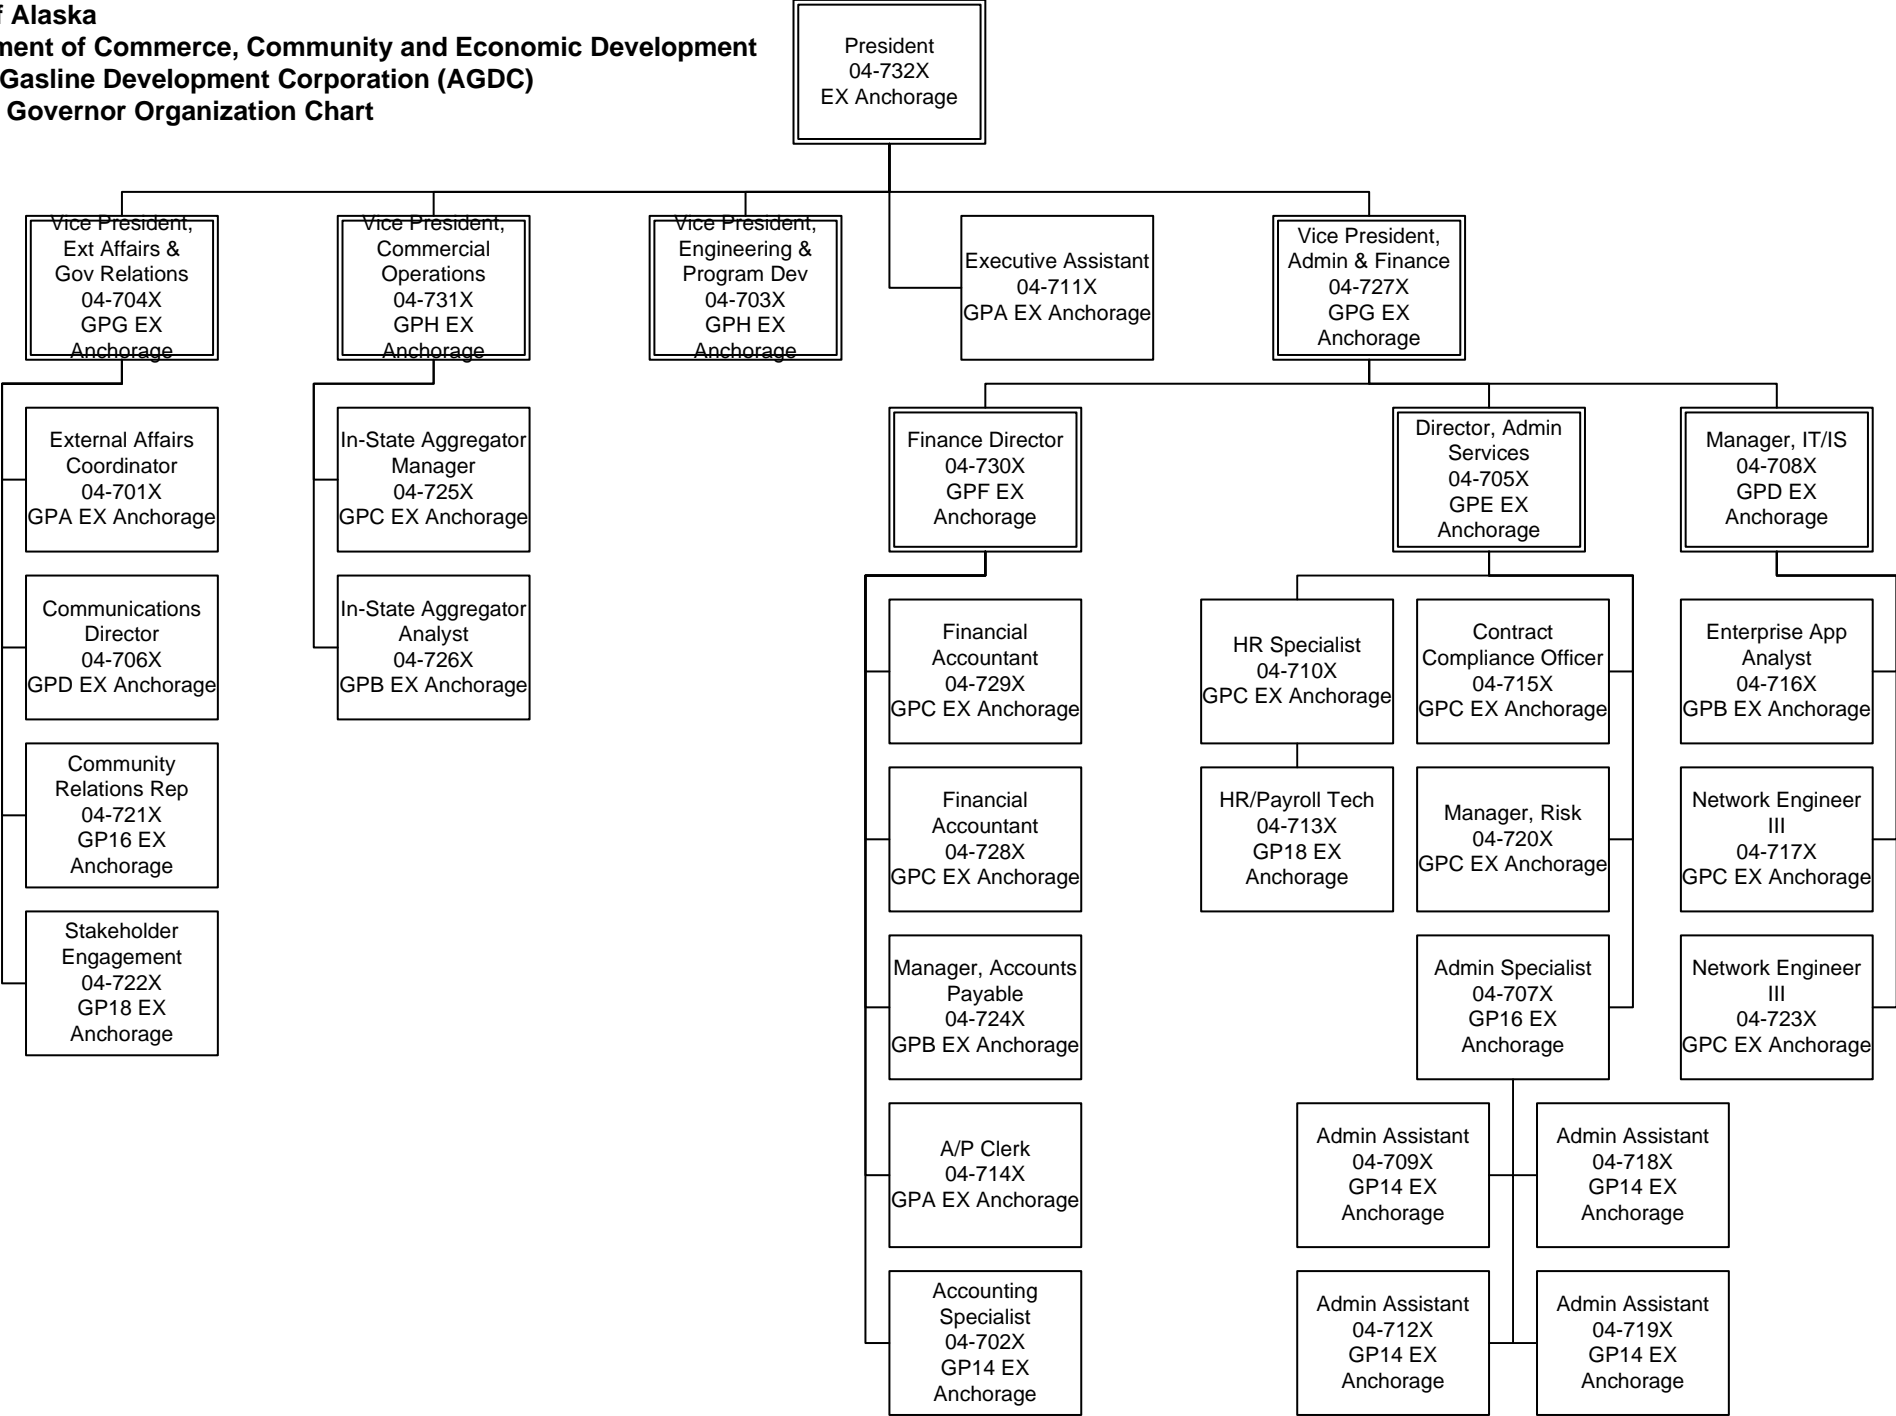 f Alaska
ment of Commerce, Community and Economic Development
Gasline Development Corporation (AGDC)
Governor Organization Chart
President
04-732X
EX Anchorage
Vice President,
Ext Affairs &
Gov Relations
04-704X
GPG EX
Anchorage
Vice President,
Commercial
Operations
04-731X
GPH EX
Anchorage
Vice President,
Engineering &
Program Dev
04-703X
GPH EX
Anchorage
Executive Assistant
04-711X
GPA EX Anchorage
Vice President,
Admin & Finance
04-727X
GPG EX
Anchorage
External Affairs
Coordinator
04-701X
GPA EX Anchorage
In-State Aggregator
Manager
04-725X
GPC EX Anchorage
Finance Director
04-730X
GPF EX
Anchorage
Director, Admin
Services
04-705X
GPE EX
Anchorage
Manager, IT/IS
04-708X
GPD EX
Anchorage
Communications
Director
04-706X
GPD EX Anchorage
In-State Aggregator
Analyst
04-726X
GPB EX Anchorage
Financial
Accountant
04-729X
GPC EX Anchorage
HR Specialist
04-710X
GPC EX Anchorage
Contract
Compliance Officer
04-715X
GPC EX Anchorage
Enterprise App
Analyst
04-716X
GPB EX Anchorage
Community
Relations Rep
04-721X
GP16 EX
Anchorage
Financial
Accountant
04-728X
GPC EX Anchorage
HR/Payroll Tech
04-713X
GP18 EX
Anchorage
Manager, Risk
04-720X
GPC EX Anchorage
Network Engineer
III
04-717X
GPC EX Anchorage
Stakeholder
Engagement
04-722X
GP18 EX
Anchorage
Manager, Accounts
Payable
04-724X
GPB EX Anchorage
Admin Specialist
04-707X
GP16 EX
Anchorage
Network Engineer
III
04-723X
GPC EX Anchorage
A/P Clerk
04-714X
GPA EX Anchorage
Admin Assistant
04-709X
GP14 EX
Anchorage
Admin Assistant
04-718X
GP14 EX
Anchorage
Accounting
Specialist
04-702X
GP14 EX
Anchorage
Admin Assistant
04-712X
GP14 EX
Anchorage
Admin Assistant
04-719X
GP14 EX
Anchorage